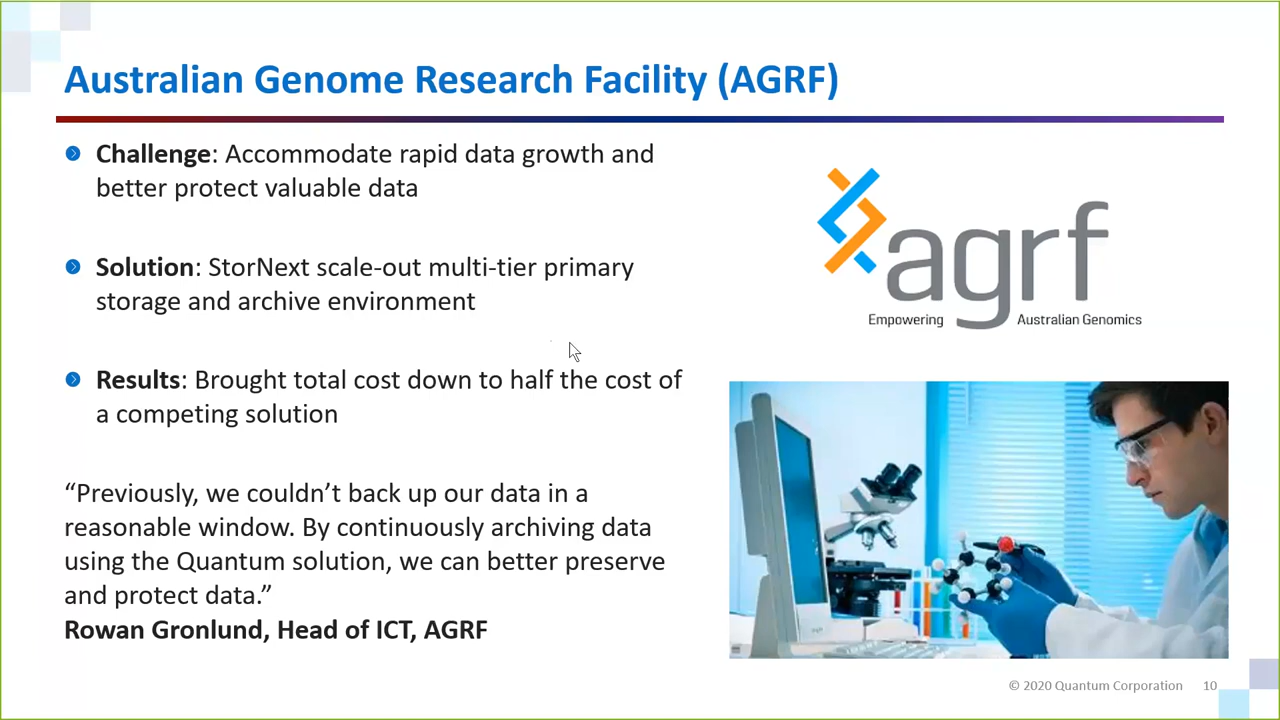 Australian Genome Research Facility (AGRF)
Challenge: Accommodate rapid data growth and
better protect valuable data
Solution: StorNext scale-out multi-tier primary
storage and archive environment
Results: Brought total cost down to half the cost of
a competing solution
“Previously, we couldn’t back up our data in a
reasonable window. By continuously archiving data
using the Quantum solution, we can better preserve
and protect data.”
Rowan Gronlund, Head of ICT, AGRF
agrf
Empowering Australian Genomics
© 2020 Quantum Corporation 10